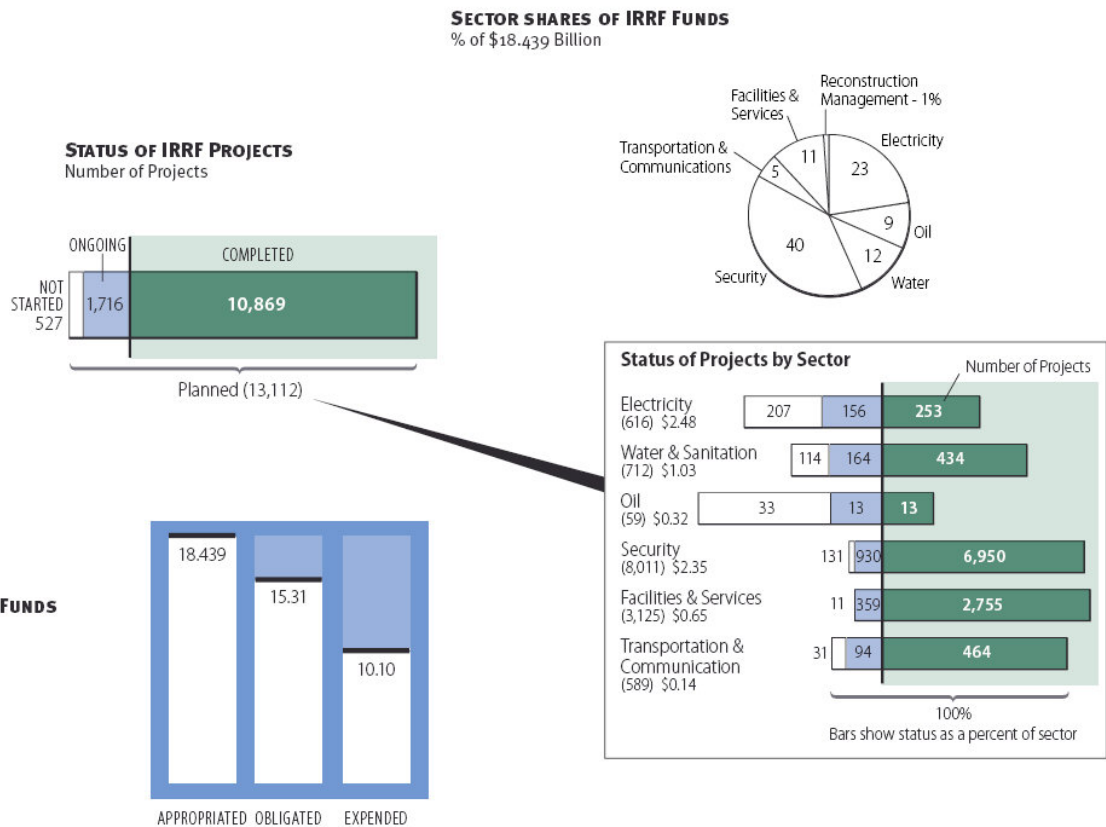 SECTOR SHARES OF IRRF FUNDS
% of $18.439 Billion
Reconstruction
Management - 1%
Facilities &
Services
Transportation &
Communications
Electricity
11
5
23
9
Oil
12
Water
40
Security
STATUS OF IRRF PROJECTS
Number of Projects
ONGOING
COMPLETED
NOT
STARTED
527
1,716
10,869
Planned (13,112)
Status of Projects by Sector
Number of Projects
Electricity
(616) $2.48
207
156
253
Water & Sanitation
(712) $1.03
114
164
434
Oil
(59) $0.32
33
13
13
Security
(8,011) $2.35
131
930
6,950
Facilities & Services
(3,125) $0.65
11
359
2,755
Transportation &
Communication
(589) $0.14
31
94
464
100%
Bars show status as a percent of sector
FUNDS
18.439
15.31
10.10
APPROPRIATED
OBLIGATED
EXPENDED